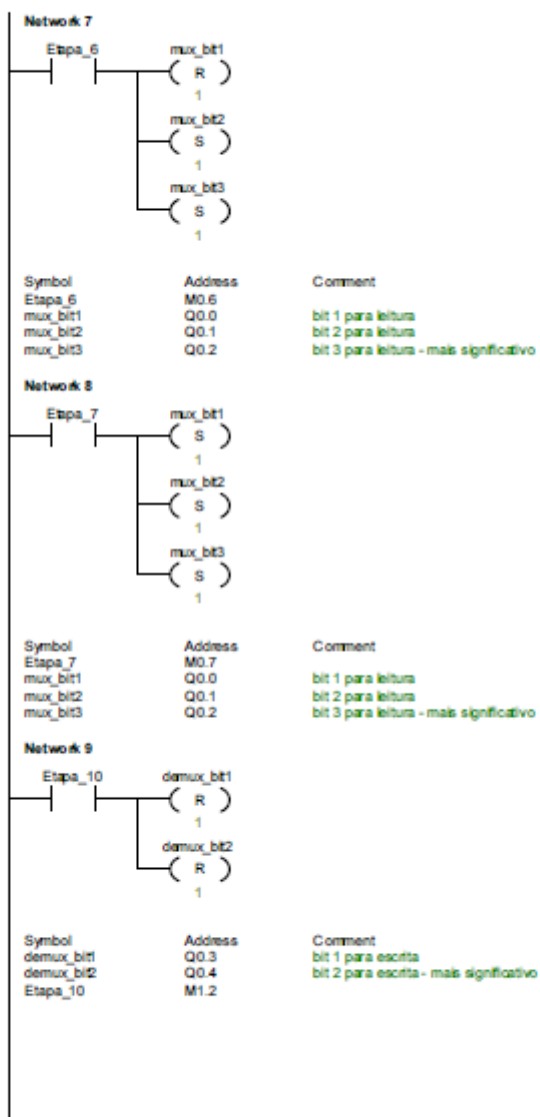 Network 7
Etapa_6 mux_bit1
R
1
mux_bit2
S
1
mux_bit3
S
1
Symbol Address Comment
Etapa_6 M0.6
mux_bit1 Q0.0 bit 1 para leitura
mux_bit2 Q0.1 bit 2 para leitura
mux_bit3 Q0.2 bit 3 para leitura - mais significativo
Network 8
Etapa_7 mux_bit1
S
1
mux_bit2
S
1
mux_bit3
S
1
Symbol Address Comment
Etapa_7 M0.7
mux_bit1 Q0.0 bit 1 para leitura
mux_bit2 Q0.1 bit 2 para leitura
mux_bit3 Q0.2 bit 3 para leitura - mais significativo
Network 9
Etapa_10 demux_bit1
R
1
demux_bit2
R
1
Symbol Address Comment
demux_bit1 Q0.3 bit 1 para escrita
demux_bit2 Q0.4 bit 2 para escrita - mais significativo
Etapa_10 M1.2